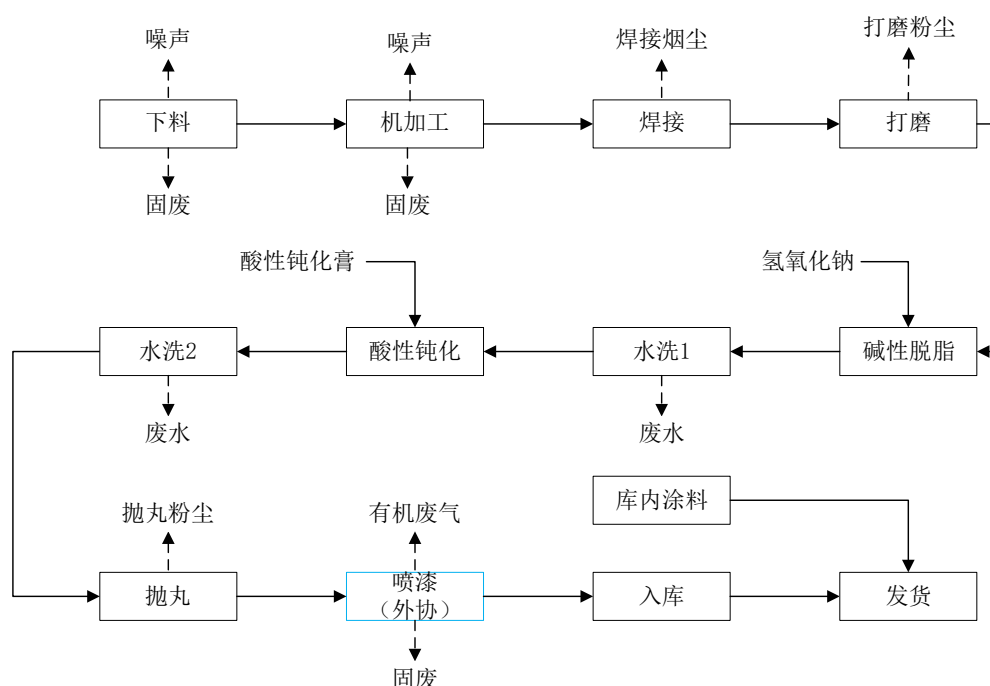 噪声
噪声
焊接烟尘
打磨粉尘
下料
机加工
焊接
打磨
固废
固废
酸性钝化膏
氢氧化钠
水洗2
酸性钝化
水洗1
碱性脱脂
废水
废水
库内涂料
抛丸粉尘
有机废气
抛丸
喷漆
（外协）
入库
发货
固废